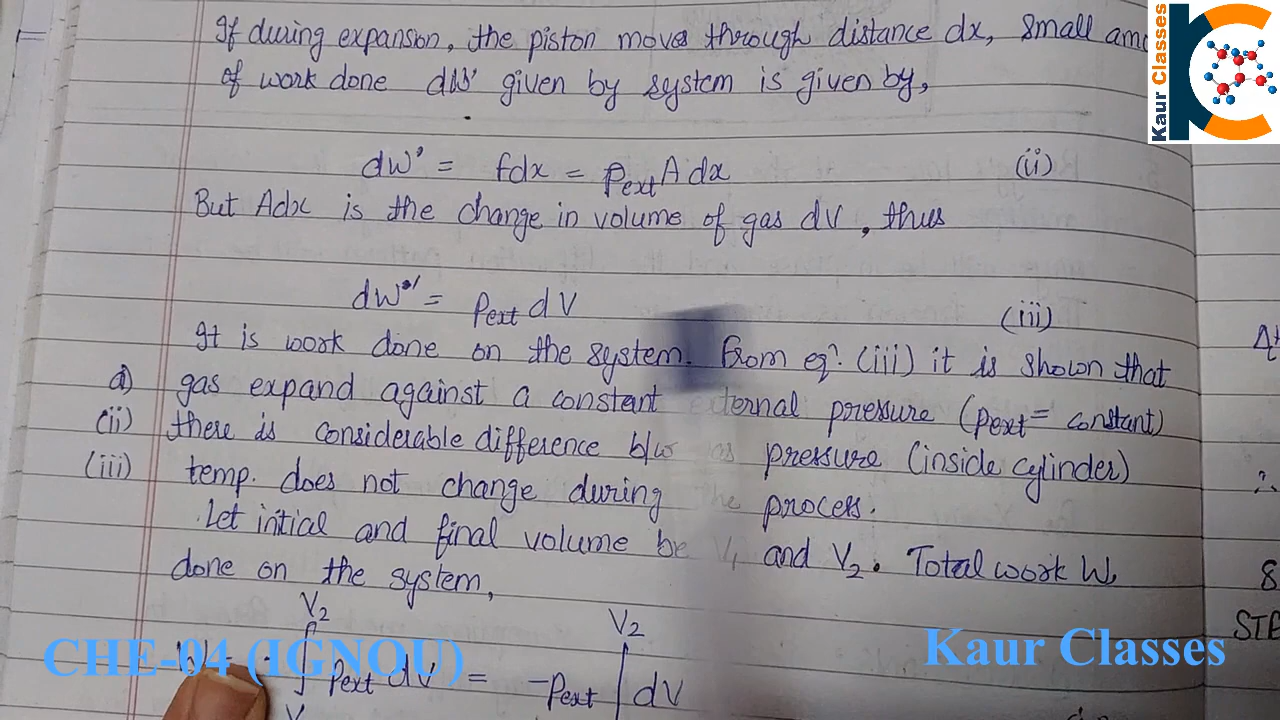 If during expansion, the piston moves through distance dx, small amo
of work done dW' given by system is given by,
dW' = fdx = Pext A dx (ii)
But Adx is the change in volume of gas dV, thus
dW' = Pext dV (iii)
It is work done on the system. From eqn. (iii) it is shown that
i) gas expand against a constant external pressure (Pext = constant)
(ii) there is considerable difference b/w pressure (inside cylinder)
(iii) temp. does not change during the process.
Let intial and final volume be V1 and V2. Total work W,
done on the system,
V2 V2
∫ Pext dV = -Pext ∫ dV
V
CHE-04 (IGNOU)
Kaur Classes
Kaur Classes